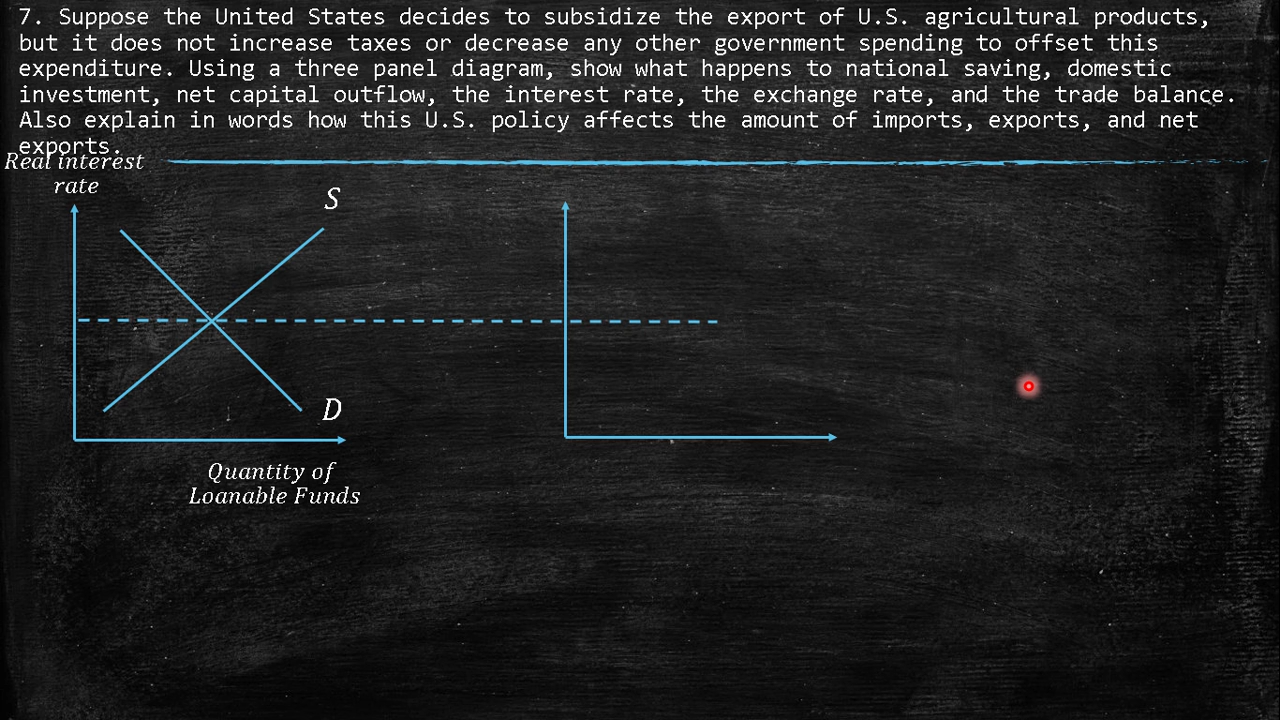 7. Suppose the United States decides to subsidize the export of U.S. agricultural products,
but it does not increase taxes or decrease any other government spending to offset this
expenditure. Using a three panel diagram, show what happens to national saving, domestic
investment, net capital outflow, the interest rate, the exchange rate, and the trade balance.
Also explain in words how this U.S. policy affects the amount of imports, exports, and net
exports.
Real interest
rate
S
D
Quantity of
Loanable Funds